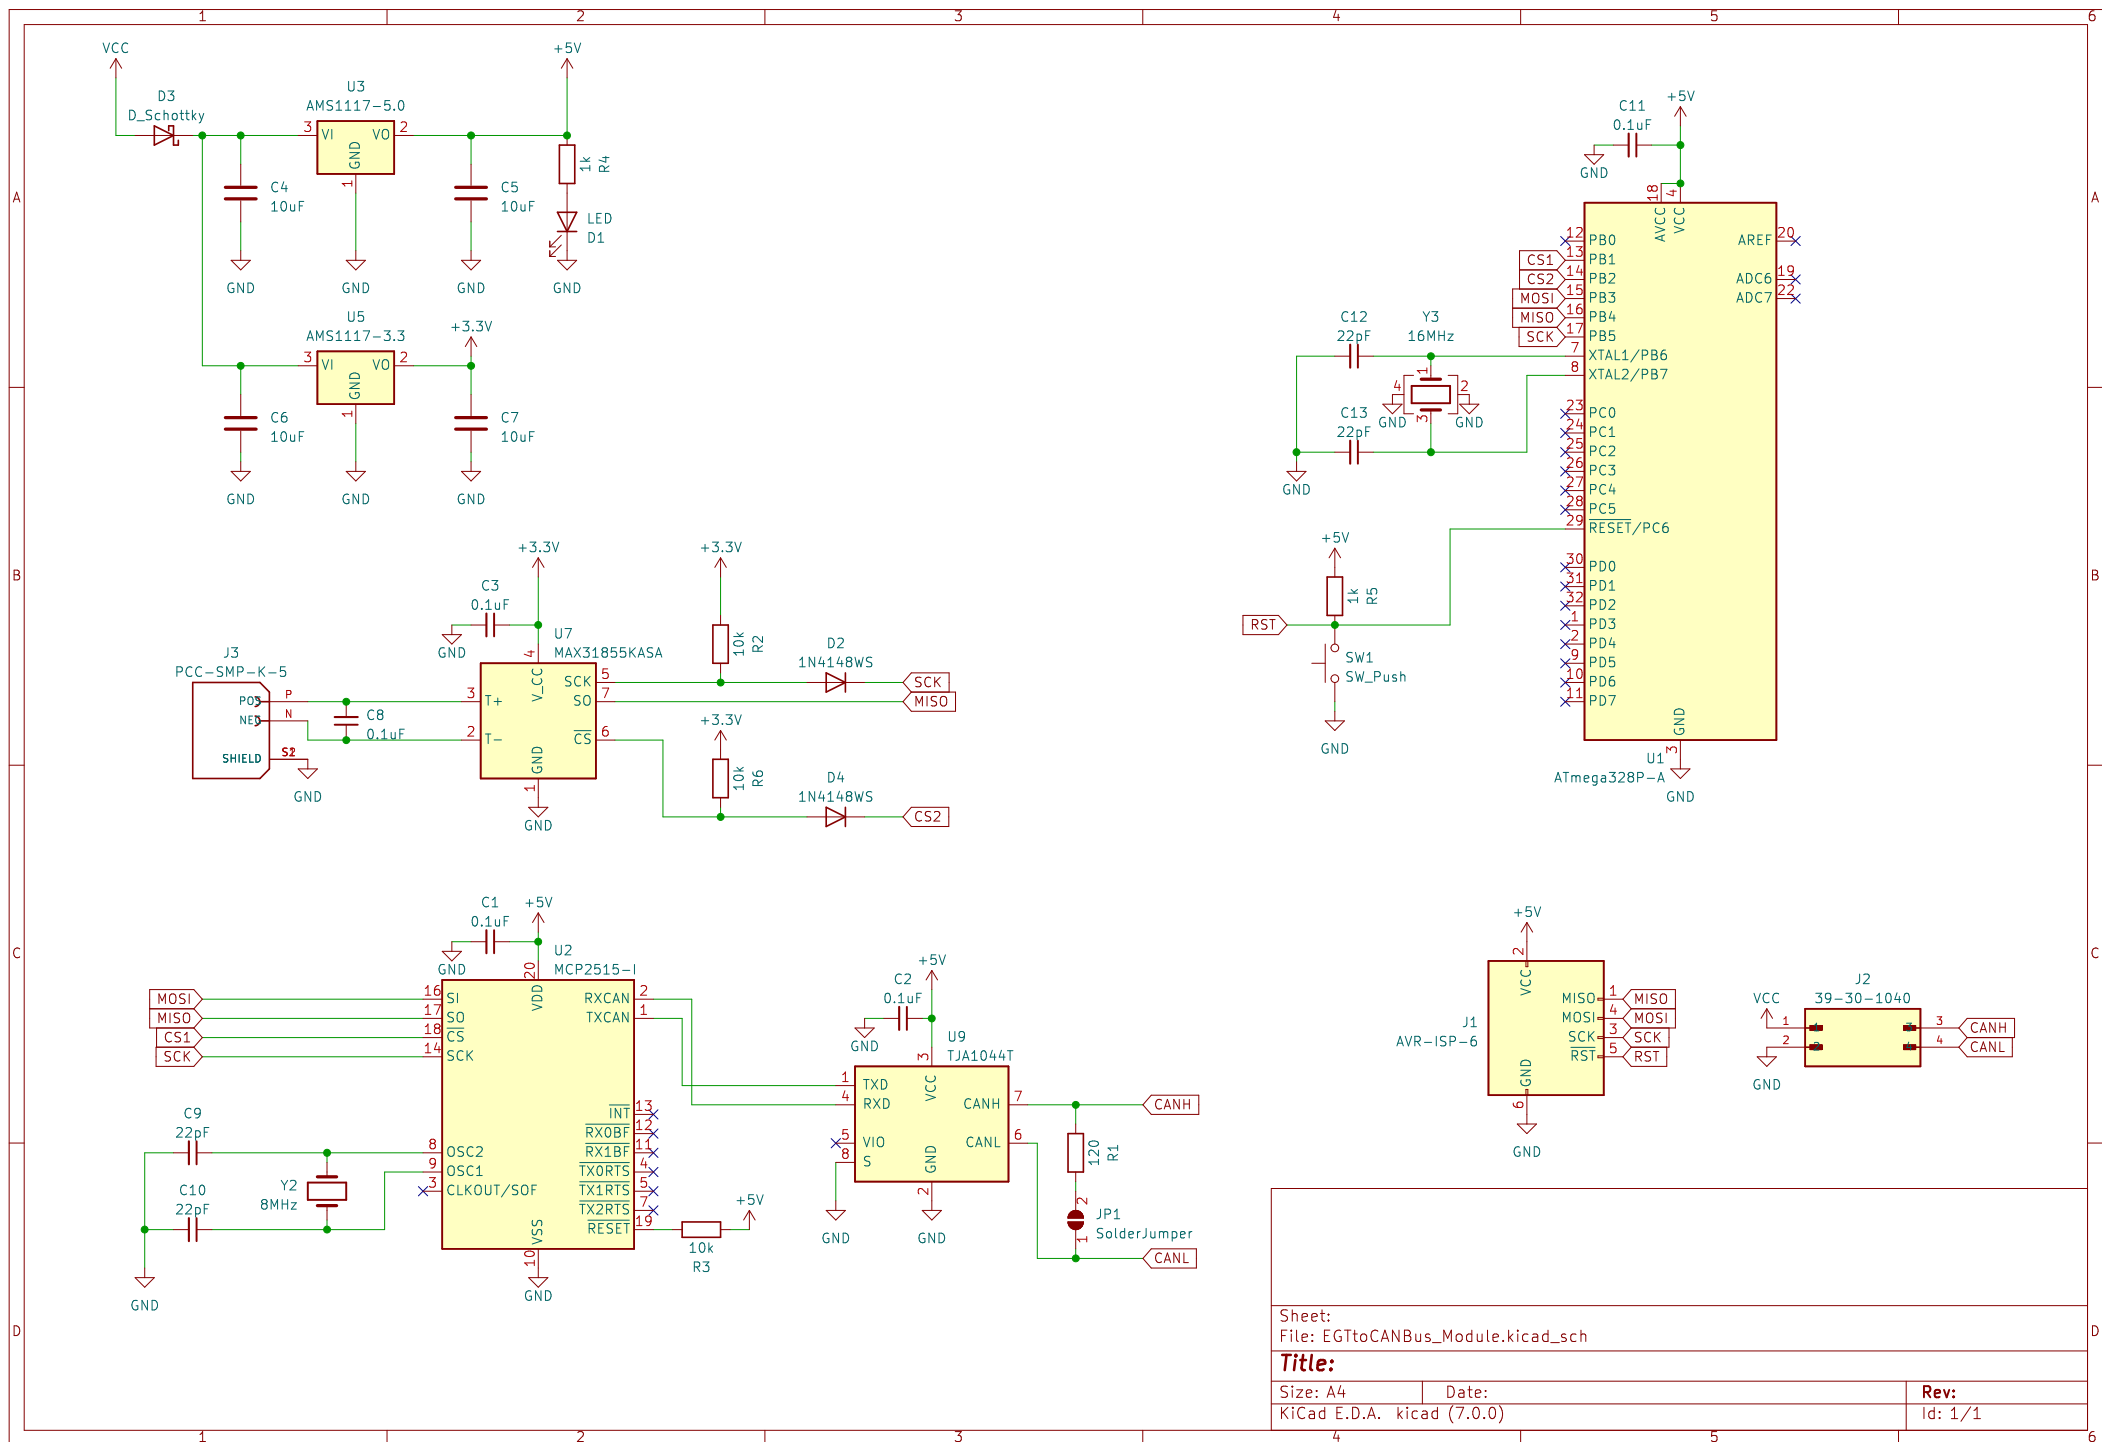 1 2 3 4 5 6
A
B
C
D
A
B
C
D
1 2 3 4 5 6
VCC
D3
D_Schottky
U3
AMS1117-5.0
3 VI VO 2
GND
1
+5V
1k
R4
LED
D1
GND
C4
10uF
GND
GND
C5
10uF
GND
U5
AMS1117-3.3
3 VI VO 2
GND
1
+3.3V
C6
10uF
GND
GND
C7
10uF
GND
+3.3V
C3
0.1uF
GND
U7
MAX31855KASA
4
V_CC
SCK 5
SO 7
CS 6
3 T+
2 T-
GND
1
GND
J3
PCC-SMP-K-5
POS P
NEG N
SHIELD
GND
C8
0.1uF
+3.3V
10k
R2
D2
1N4148WS
SCK
MISO
+3.3V
10k
R6
D4
1N4148WS
CS2
C1
0.1uF
+5V
GND
U2
MCP2515-I
20
VDD
MOSI 16 SI
MISO 17 SO
CS1 18 CS
SCK 14 SCK
RXCAN 2
TXCAN 1
INT 13
RX0BF 12
RX1BF 11
TX0RTS 4
TX1RTS 5
TX2RTS 7
RESET 19
8 OSC2
9 OSC1
3 CLKOUT/SOF
VSS
10
GND
C9
22pF
C10
22pF
Y2
8MHz
GND
+5V
10k
R3
+5V
C2
0.1uF
GND
U9
TJA1044T
3
VCC
1 TXD
4 RXD
5 VIO
8 S
CANH 7
CANL 6
GND
2
GND
GND
CANH
120
R1
2
JP1
SolderJumper
1
CANL
C11
0.1uF
+5V
GND
18 4
AVCC VCC
12 PB0
CS1 13 PB1
CS2 14 PB2
MOSI 15 PB3
MISO 16 PB4
SCK 17 PB5
7 XTAL1/PB6
8 XTAL2/PB7
23 PC0
24 PC1
25 PC2
26 PC3
27 PC4
28 PC5
29 RESET/PC6
30 PD0
31 PD1
32 PD2
1 PD3
2 PD4
9 PD5
10 PD6
11 PD7
AREF 20
ADC6 19
ADC7 22
GND
3
U1
ATmega328P-A
GND
C12
22pF
Y3
16MHz
1
4 2
3
GND GND
C13
22pF
GND
+5V
1k
R5
RST
SW1
SW_Push
GND
+5V
2
VCC
J1
AVR-ISP-6
MISO 1 MISO
MOSI 4 MOSI
SCK 3 SCK
RST 5 RST
GND
6
GND
J2
39-30-1040
VCC
1
2
GND
3 CANH
4 CANL
Sheet:
File: EGTtoCANBus_Module.kicad_sch
Title:
Size: A4 Date: Rev:
KiCad E.D.A. kicad (7.0.0) Id: 1/1